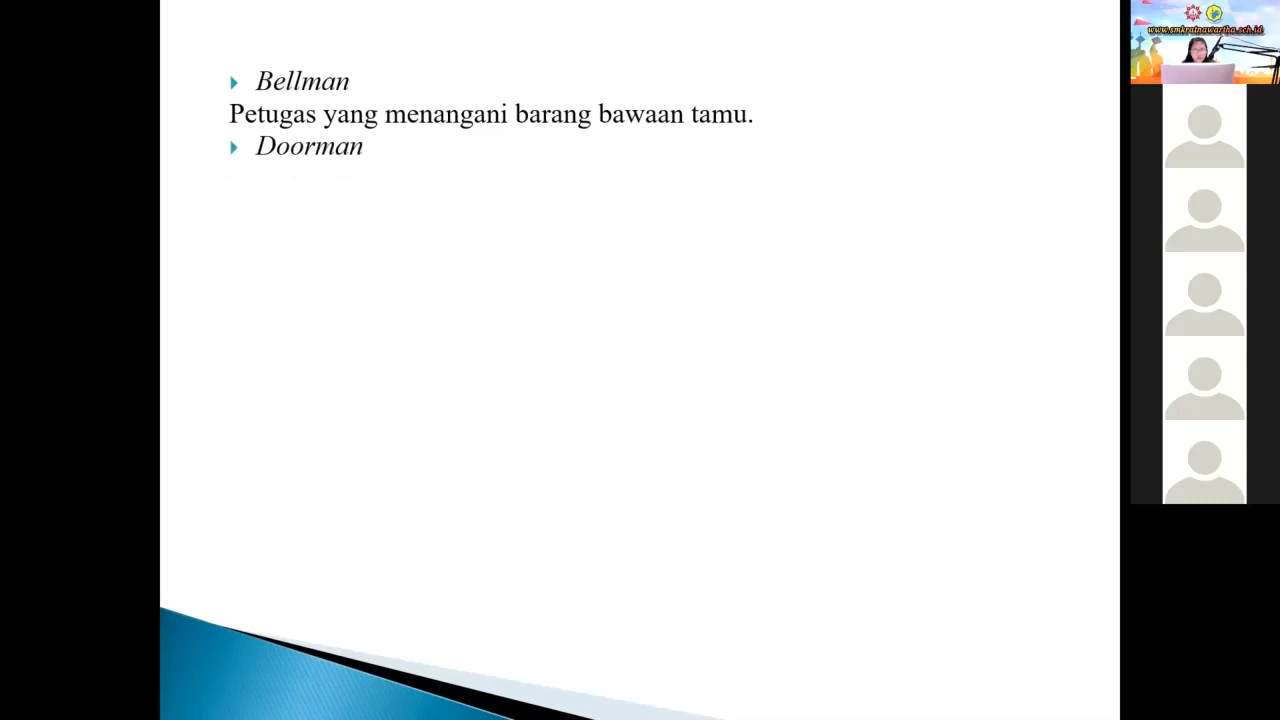 Bellman
Petugas yang menangani barang bawaan tamu.
Doorman
www.smkratnawartha.sch.id